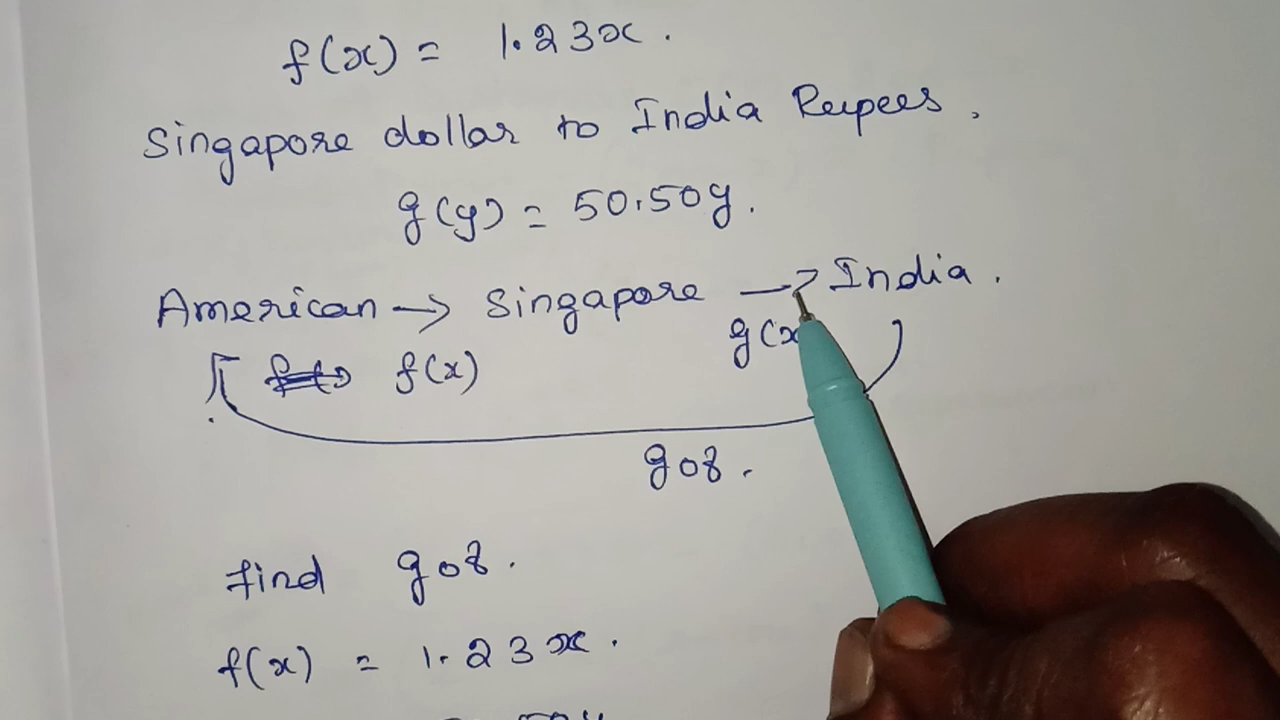 f(x) = 1.23x.
Singapore dollar to India Rupees.
g(y) = 50.50y.
American → Singapore → India.
f(x) g(x
gof.
find gof.
f(x) = 1.23x.